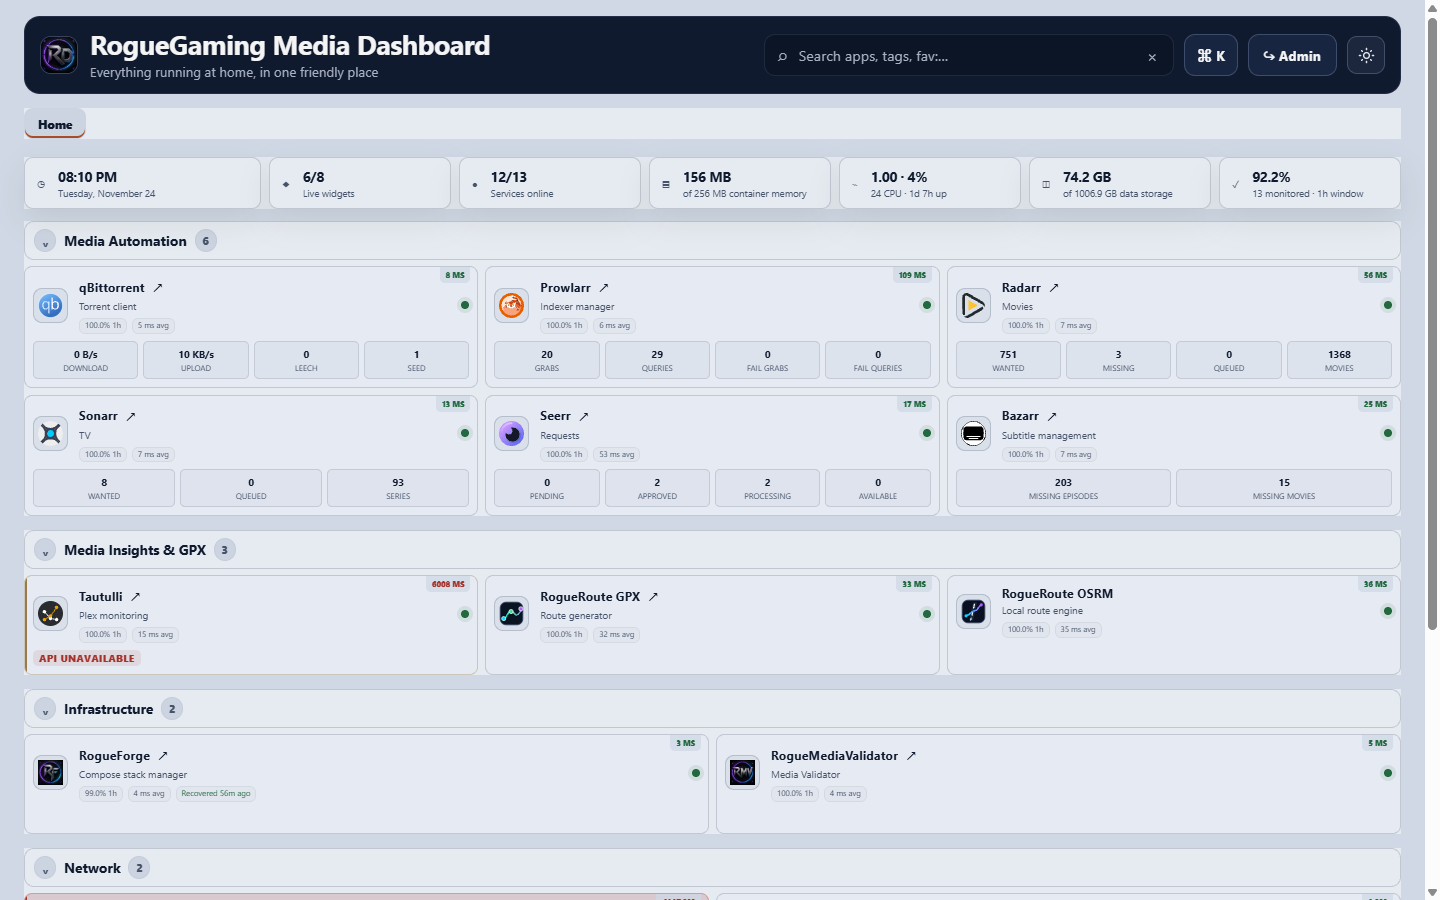 RogueGaming Media Dashboard
Everything running at home, in one friendly place
Search apps, tags, fav:...
×
⌘ K
↪ Admin
Home
08:10 PM
Tuesday, November 24
6/8
Live widgets
12/13
Services online
156 MB
of 256 MB container memory
1.00 · 4%
24 CPU · 1d 7h up
74.2 GB
of 1006.9 GB data storage
92.2%
13 monitored · 1h window
v Media Automation 6
8 MS
qBittorrent ↗
Torrent client
100.0% 1h 5 ms avg
0 B/s
DOWNLOAD
10 KB/s
UPLOAD
0
LEECH
1
SEED
109 MS
Prowlarr ↗
Indexer manager
100.0% 1h 6 ms avg
20
GRABS
29
QUERIES
0
FAIL GRABS
0
FAIL QUERIES
56 MS
Radarr ↗
Movies
100.0% 1h 7 ms avg
751
WANTED
3
MISSING
0
QUEUED
1368
MOVIES
13 MS
Sonarr ↗
TV
100.0% 1h 7 ms avg
8
WANTED
0
QUEUED
93
SERIES
17 MS
Seerr ↗
Requests
100.0% 1h 53 ms avg
0
PENDING
2
APPROVED
2
PROCESSING
0
AVAILABLE
25 MS
Bazarr ↗
Subtitle management
100.0% 1h 7 ms avg
203
MISSING EPISODES
15
MISSING MOVIES
v Media Insights & GPX 3
6008 MS
Tautulli ↗
Plex monitoring
100.0% 1h 15 ms avg
API UNAVAILABLE
33 MS
RogueRoute GPX ↗
Route generator
100.0% 1h 32 ms avg
36 MS
RogueRoute OSRM
Local route engine
100.0% 1h 35 ms avg
v Infrastructure 2
3 MS
RogueForge ↗
Compose stack manager
99.0% 1h 4 ms avg Recovered 56m ago
5 MS
RogueMediaValidator ↗
Media Validator
100.0% 1h 4 ms avg
v Network 2